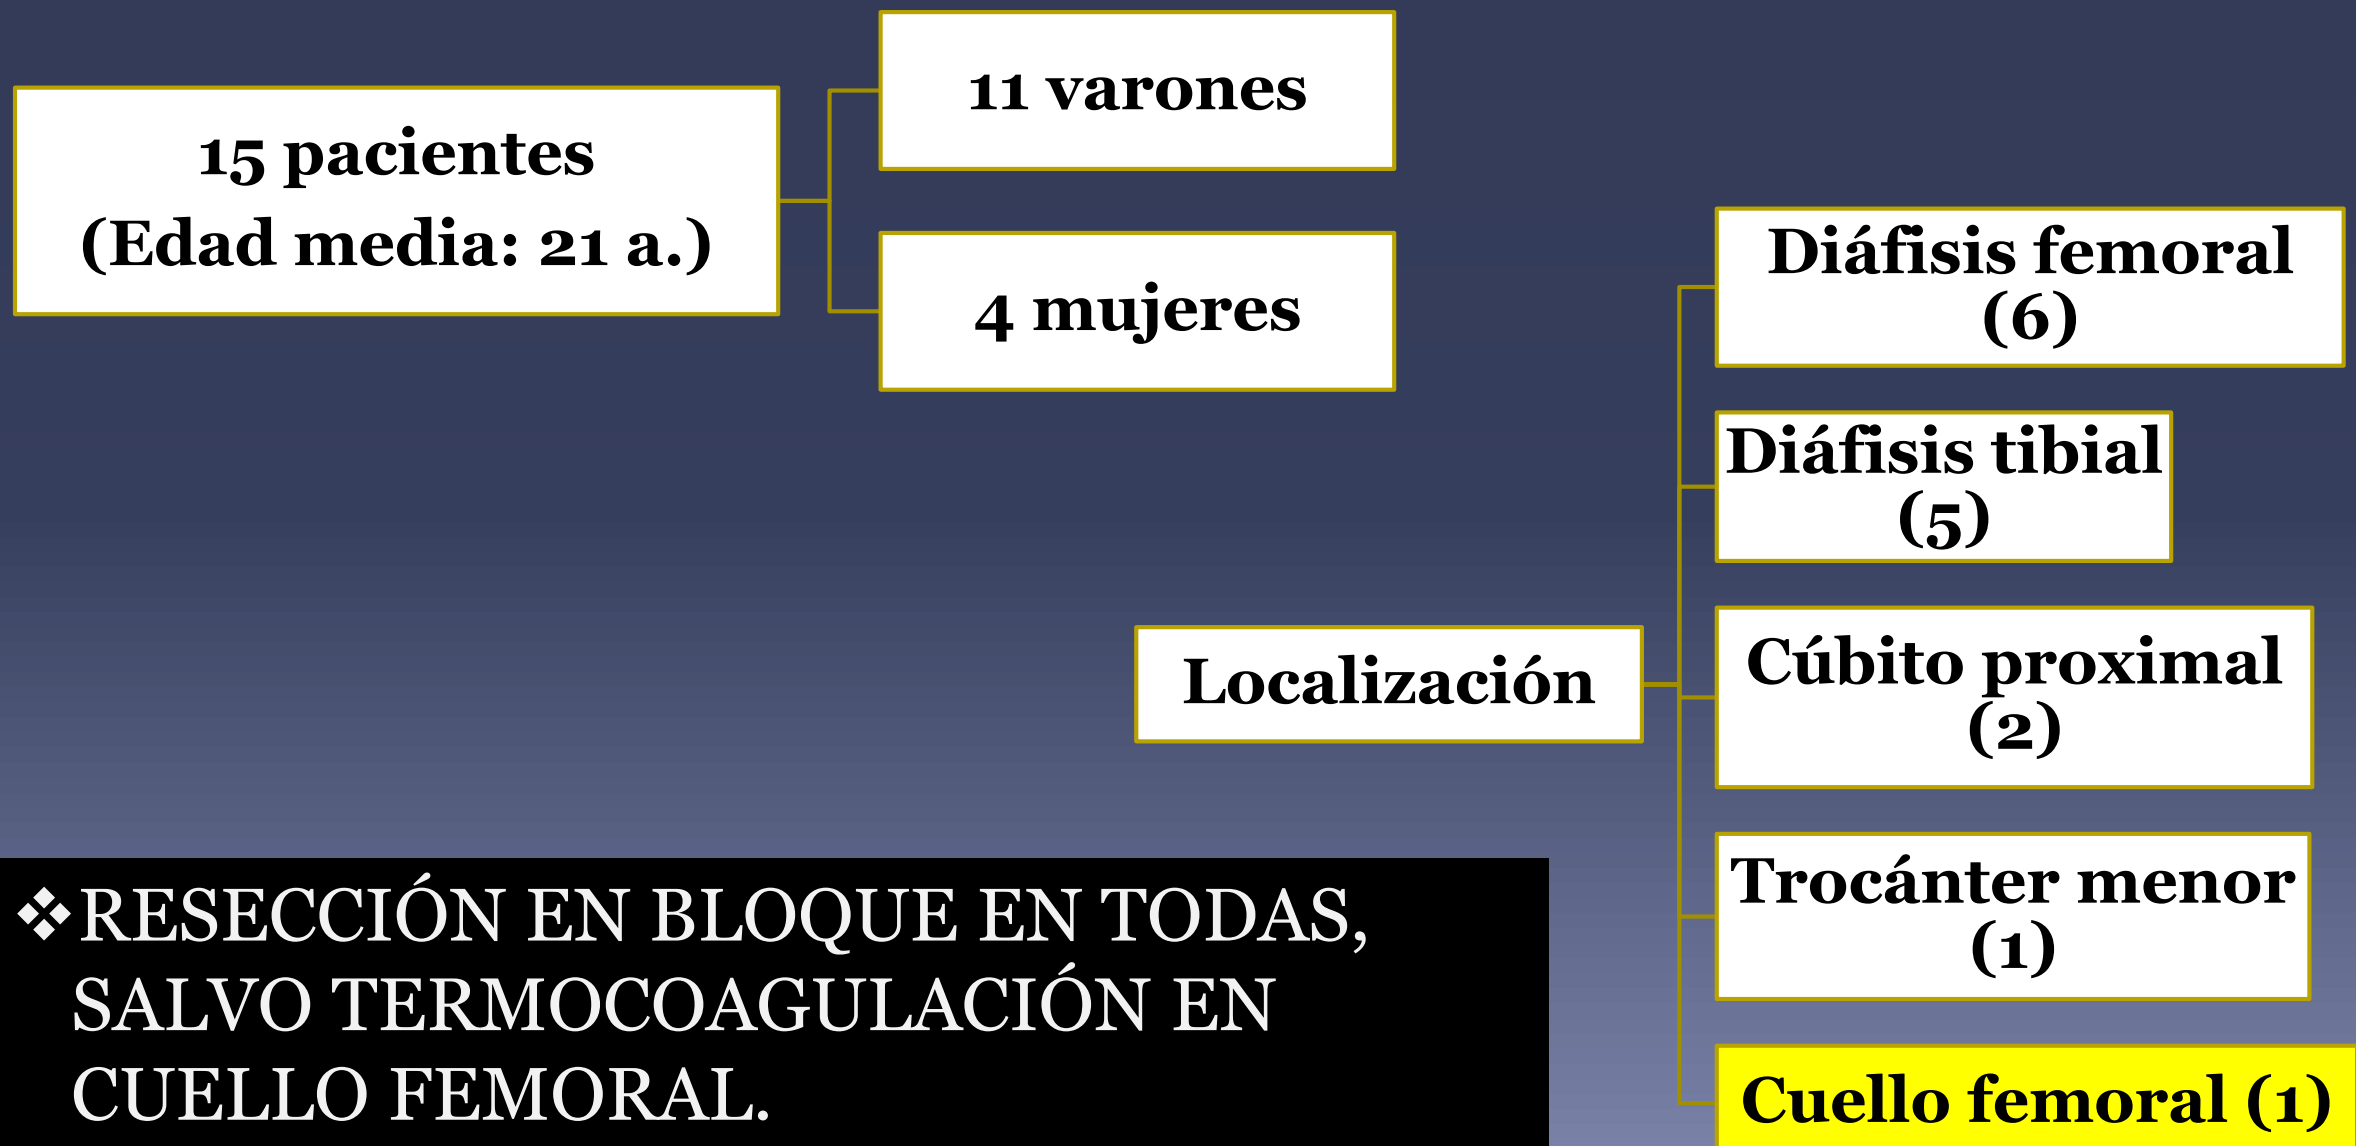 15 pacientes
(Edad media: 21 a.)
11 varones
4 mujeres
Localización
Diáfisis femoral
(6)
Diáfisis tibial
(5)
Cúbito proximal
(2)
Trocánter menor
(1)
Cuello femoral (1)
❖RESECCIÓN EN BLOQUE EN TODAS,
SALVO TERMOCOAGULACIÓN EN
CUELLO FEMORAL.